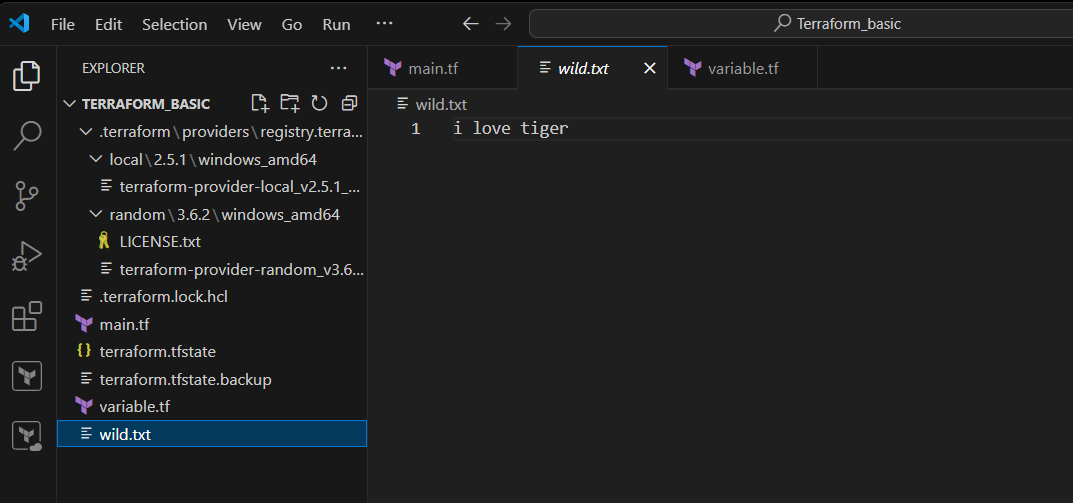 File Edit Selection View Go Run ··· Terraform_basic
EXPLORER ···
main.tf wild.txt variable.tf
TERRAFORM_BASIC
wild.txt
1 i love tiger
.terraform\providers\registry.terra...
local\2.5.1\windows_amd64
terraform-provider-local_v2.5.1_...
random\3.6.2\windows_amd64
LICENSE.txt
terraform-provider-random_v3.6...
.terraform.lock.hcl
main.tf
{} terraform.tfstate
terraform.tfstate.backup
variable.tf
wild.txt